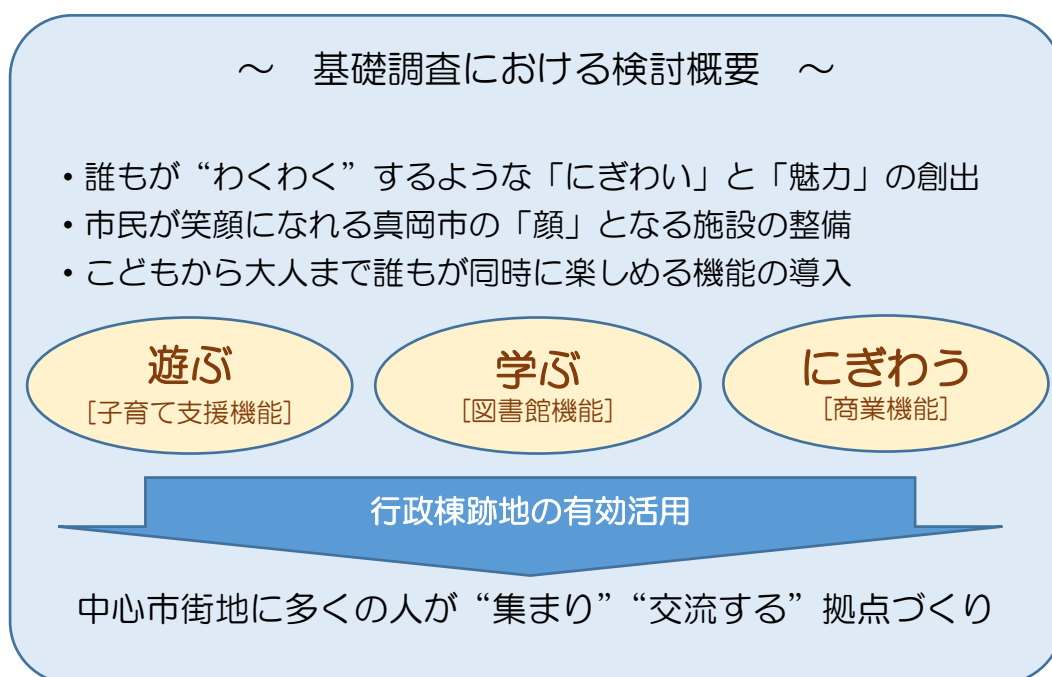 ～　基礎調査における検討概要　～
・誰もが“わくわく”するような「にぎわい」と「魅力」の創出
・市民が笑顔になれる真岡市の「顔」となる施設の整備
・こどもから大人まで誰もが同時に楽しめる機能の導入
遊ぶ
[子育て支援機能]
学ぶ
[図書館機能]
にぎわう
[商業機能]
行政棟跡地の有効活用
中心市街地に多くの人が“集まり”“交流する”拠点づくり